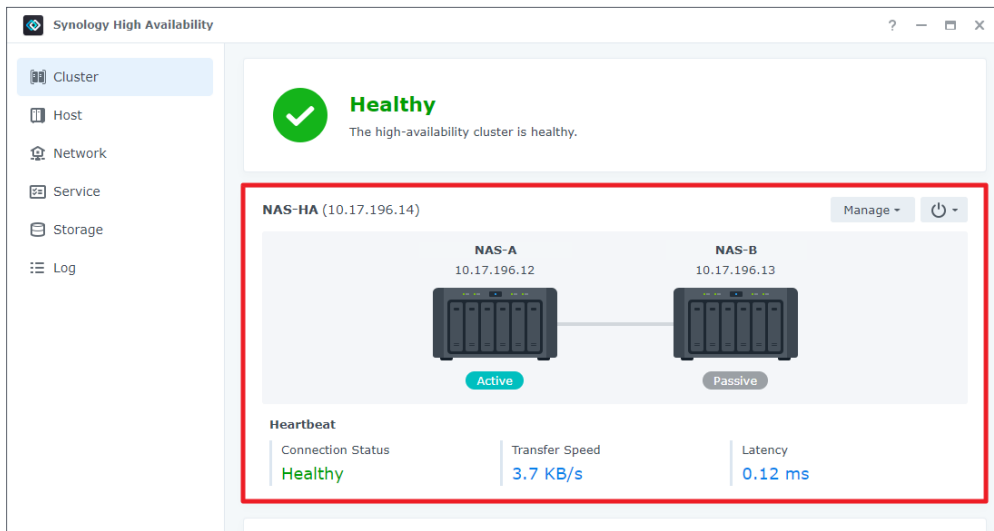 Synology High Availability
Cluster
Host
Network
Service
Storage
Log
Healthy
The high-availability cluster is healthy.
NAS-HA (10.17.196.14)
Manage
NAS-A
10.17.196.12
NAS-B
10.17.196.13
Active
Passive
Heartbeat
Connection Status
Healthy
Transfer Speed
3.7 KB/s
Latency
0.12 ms